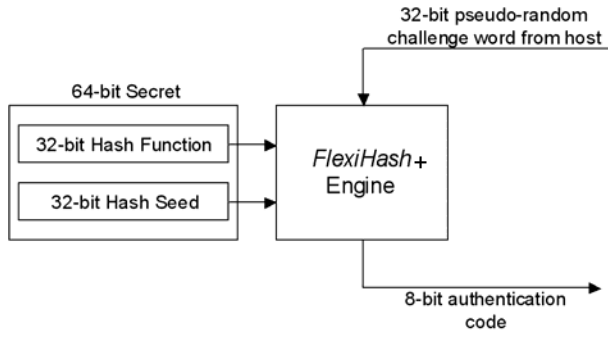 32-bit pseudo-random
challenge word from host
64-bit Secret
32-bit Hash Function
32-bit Hash Seed
FlexiHash+
Engine
8-bit authentication
code